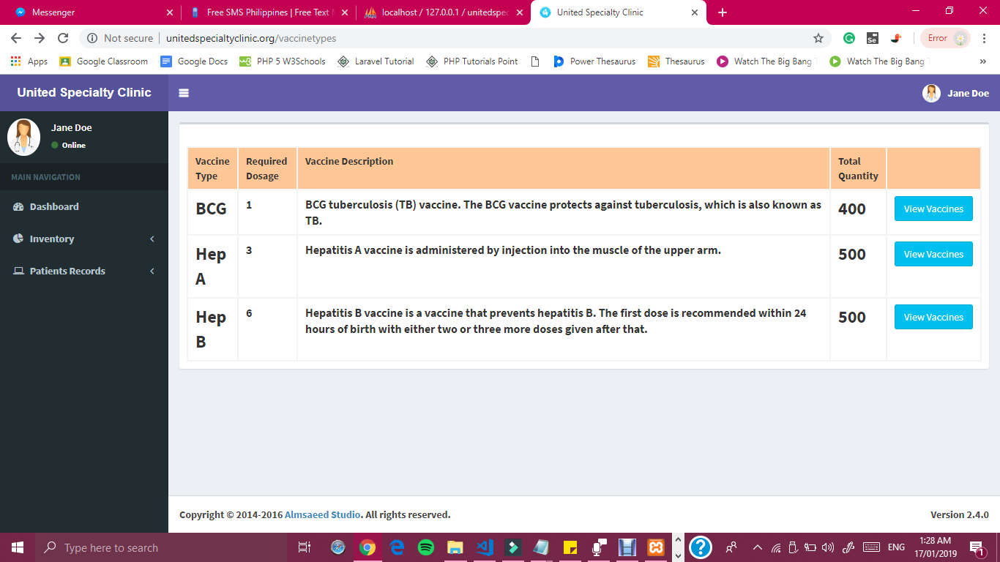 Messenger
Free SMS Philippines | Free Text
localhost / 127.0.0.1 / unitedspec
United Specialty Clinic
Not secure
unitedspecialtyclinic.org/vaccinetypes
Se
Error
Apps
Google Classroom
Google Docs
PHP 5 W3Schools
Laravel Tutorial
PHP Tutorials Point
Power Thesaurus
Thesaurus
Watch The Big Bang
Watch The Big Bang
»
United Specialty Clinic
Jane Doe
Jane Doe
Online
MAIN NAVIGATION
Dashboard
Inventory
Patients Records
Vaccine Type
Required Dosage
Vaccine Description
Total Quantity
BCG
1
BCG tuberculosis (TB) vaccine. The BCG vaccine protects against tuberculosis, which is also known as
TB.
400
View Vaccines
Hep
A
3
Hepatitis A vaccine is administered by injection into the muscle of the upper arm.
500
View Vaccines
Hep
B
6
Hepatitis B vaccine is a vaccine that prevents hepatitis B. The first dose is recommended within 24
hours of birth with either two or three more doses given after that.
500
View Vaccines
Copyright © 2014-2016 Almsaeed Studio. All rights reserved.
Version 2.4.0
Type here to search
ENG
1:28 AM
17/01/2019
1